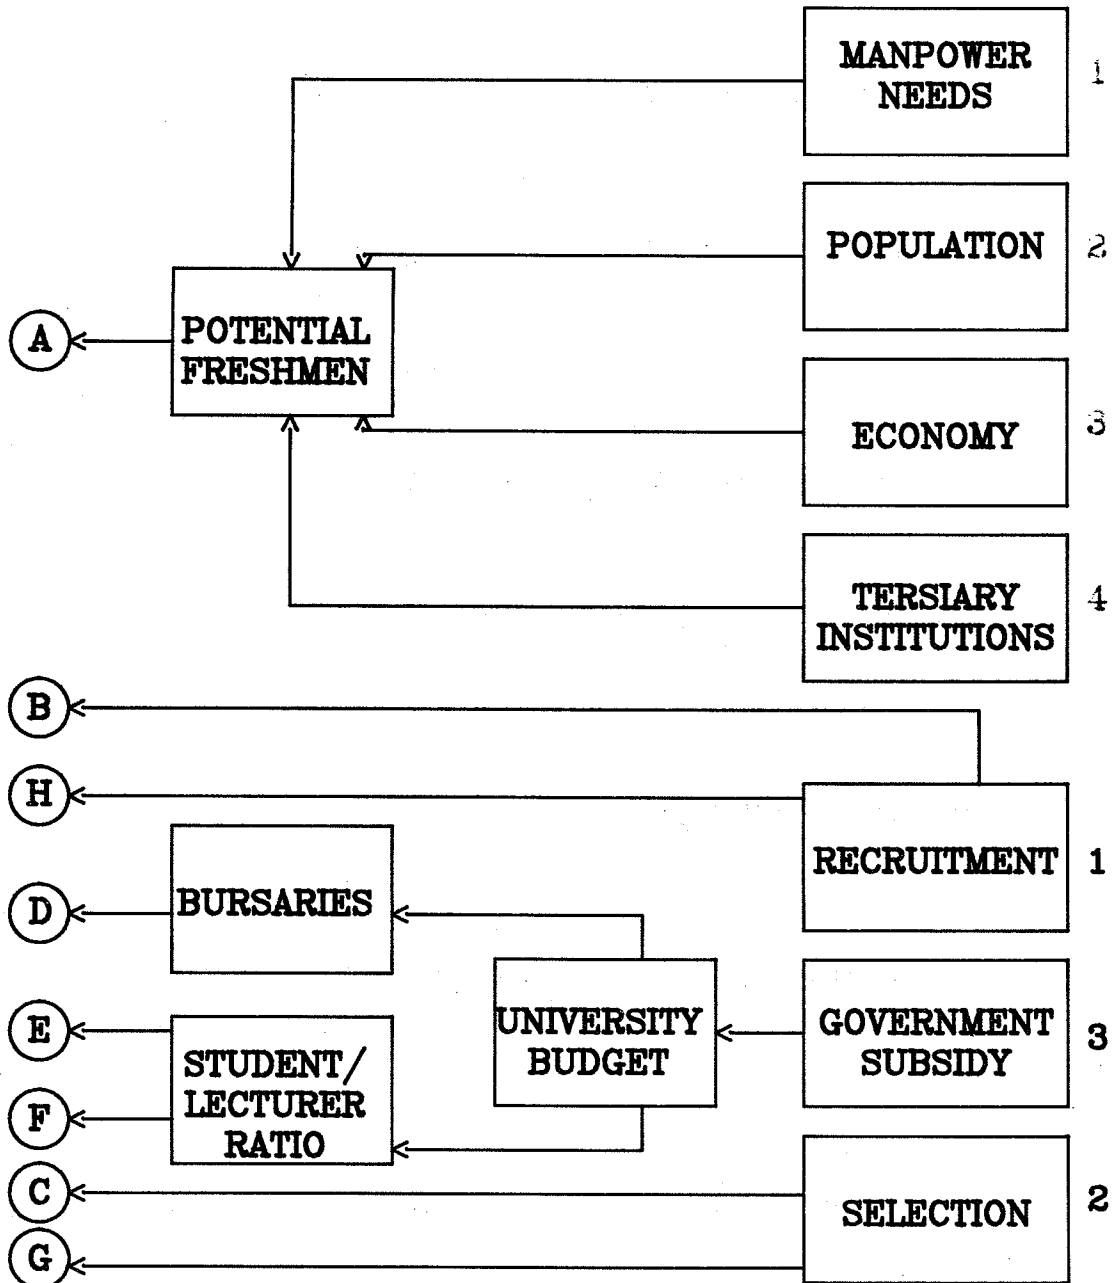 MANPOWER
NEEDS
1
POPULATION
2
A
POTENTIAL
FRESHMEN
ECONOMY
3
TERSIARY
INSTITUTIONS
4
B
H
RECRUITMENT
1
D
BURSARIES
E
STUDENT/
LECTURER
RATIO
F
UNIVERSITY
BUDGET
GOVERNMENT
SUBSIDY
3
C
SELECTION
2
G